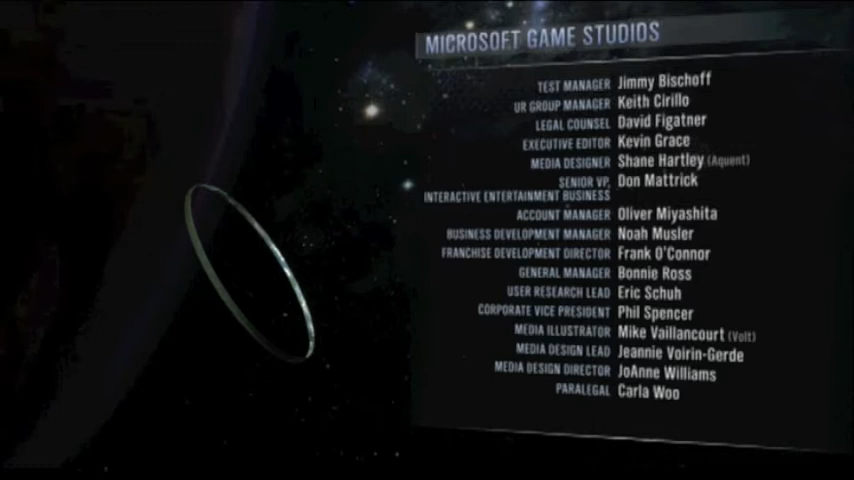 MICROSOFT GAME STUDIOS
TEST MANAGER Jimmy Bischoff
UR GROUP MANAGER Keith Cirillo
LEGAL COUNSEL David Figatner
EXECUTIVE EDITOR Kevin Grace
MEDIA DESIGNER Shane Hartley (Aquent)
SENIOR VP, Don Mattrick
INTERACTIVE ENTERTAINMENT BUSINESS
ACCOUNT MANAGER Oliver Miyashita
BUSINESS DEVELOPMENT MANAGER Noah Musler
FRANCHISE DEVELOPMENT DIRECTOR Frank O'Connor
GENERAL MANAGER Bonnie Ross
USER RESEARCH LEAD Eric Schuh
CORPORATE VICE PRESIDENT Phil Spencer
MEDIA ILLUSTRATOR Mike Vaillancourt (Volt)
MEDIA DESIGN LEAD Jeannie Voirin-Gerde
MEDIA DESIGN DIRECTOR JoAnne Williams
PARALEGAL Carla Woo